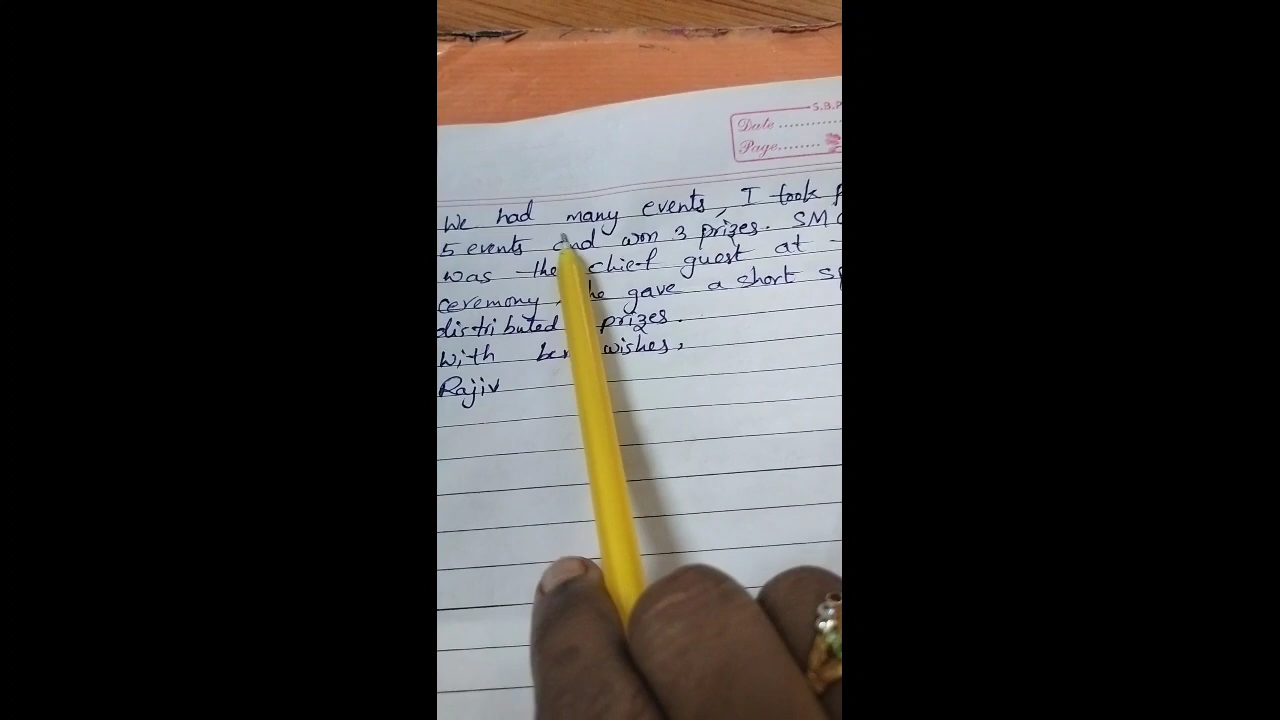 S.B.P
Date ............
Page........
We had many events, I took
5 events and won 3 prizes. SM
was the chief guest at
ceremony, he gave a short
distributed prizes.
With wishes,
Rajiv